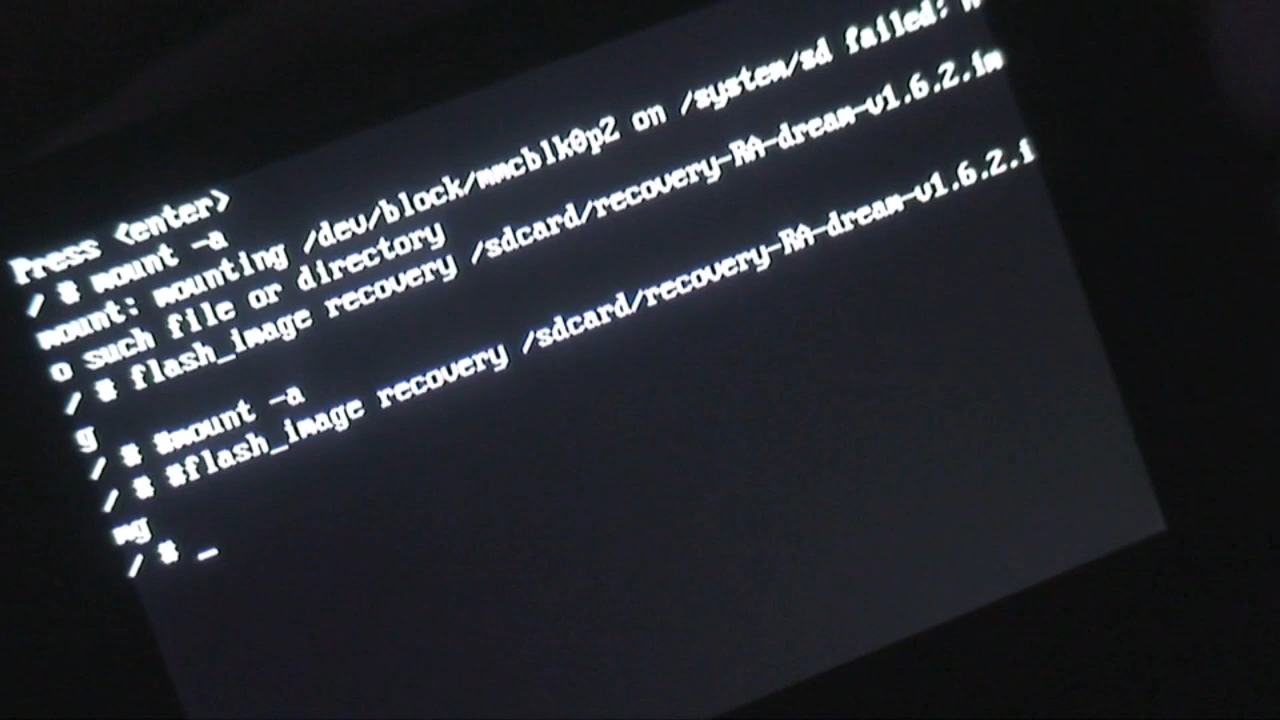 Press <enter>
/ # mount -a
mount: mounting /dev/block/mmcblk0p2 on /system/sd failed: N
o such file or directory
/ # flash_image recovery /sdcard/recovery-RA-dream-v1.6.2.im
g
/ # #mount -a
/ # #flash_image recovery /sdcard/recovery-RA-dream-v1.6.2.i
mg
/ # _